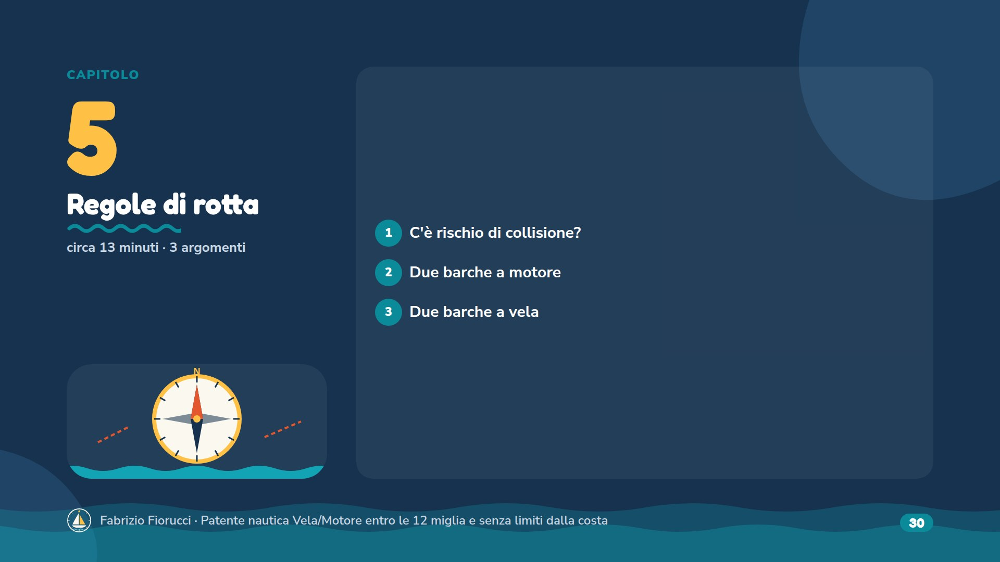 CAPITOLO
5
Regole di rotta
circa 13 minuti · 3 argomenti
1 C'è rischio di collisione?
2 Due barche a motore
3 Due barche a vela
N
Fabrizio Fiorucci · Patente nautica Vela/Motore entro le 12 miglia e senza limiti dalla costa
30